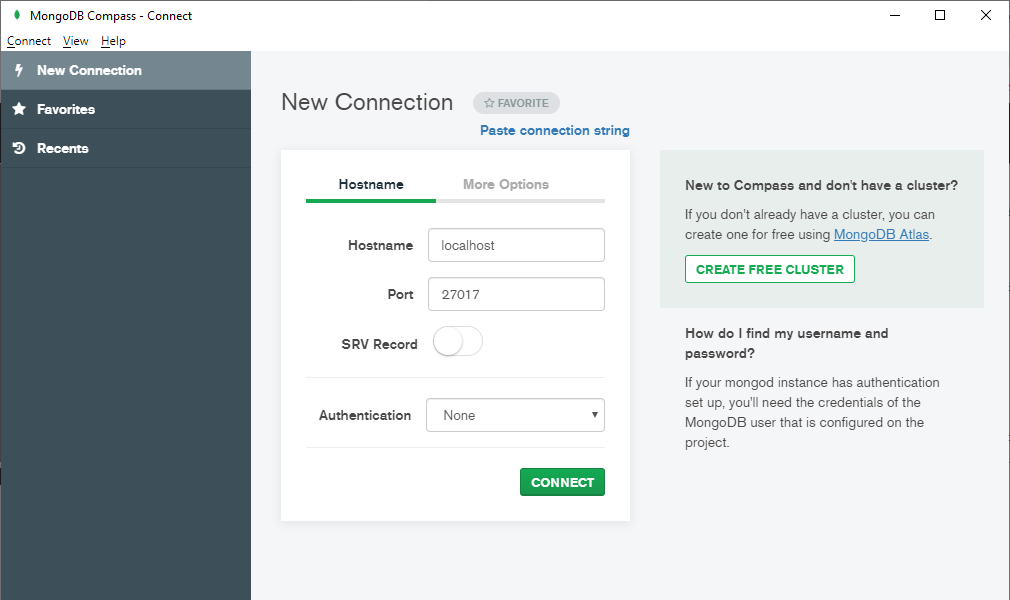 MongoDB Compass - Connect
Connect View Help
New Connection
Favorites
Recents
New Connection
FAVORITE
Paste connection string
Hostname More Options
Hostname localhost
Port 27017
SRV Record
Authentication None
CONNECT
New to Compass and don't have a cluster?
If you don't already have a cluster, you can
create one for free using MongoDB Atlas.
CREATE FREE CLUSTER
How do I find my username and
password?
If your mongod instance has authentication
set up, you'll need the credentials of the
MongoDB user that is configured on the
project.